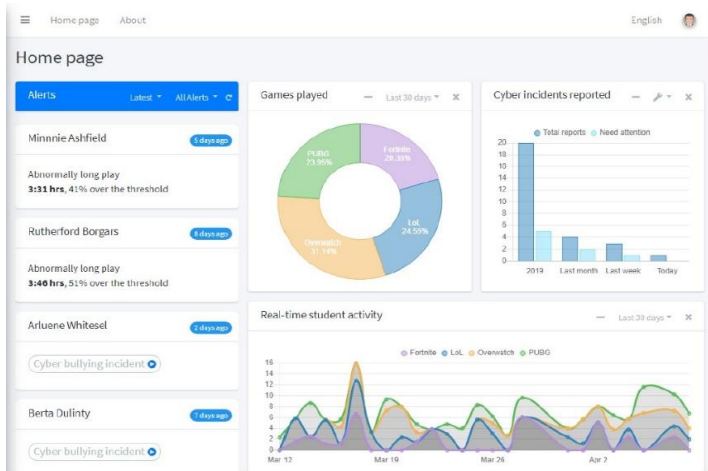 Home page About English
Home page
Alerts Latest All Alerts
Minnnie Ashfield 5 days ago
Abnormally long play
3:31 hrs, 41% over the threshold
Rutherford Borgars 8 days ago
Abnormally long play
3:46 hrs, 51% over the threshold
Arluene Whitesel 2 days ago
Cyber bullying incident
Berta Dulinty 7 days ago
Cyber bullying incident
Games played Last 30 days
PUBG
23.95%
Fortnite
LoL
24.59%
Overwatch
Cyber incidents reported
Total reports Need attention
20
18
16
14
12
10
8
6
4
2
0
2019 Last month Last week Today
Real-time student activity Last 30 days
Fortnite LoL Overwatch PUBG
16
14
12
10
8
6
4
2
0
Mar 12 Mar 19 Mar 26 Apr 2